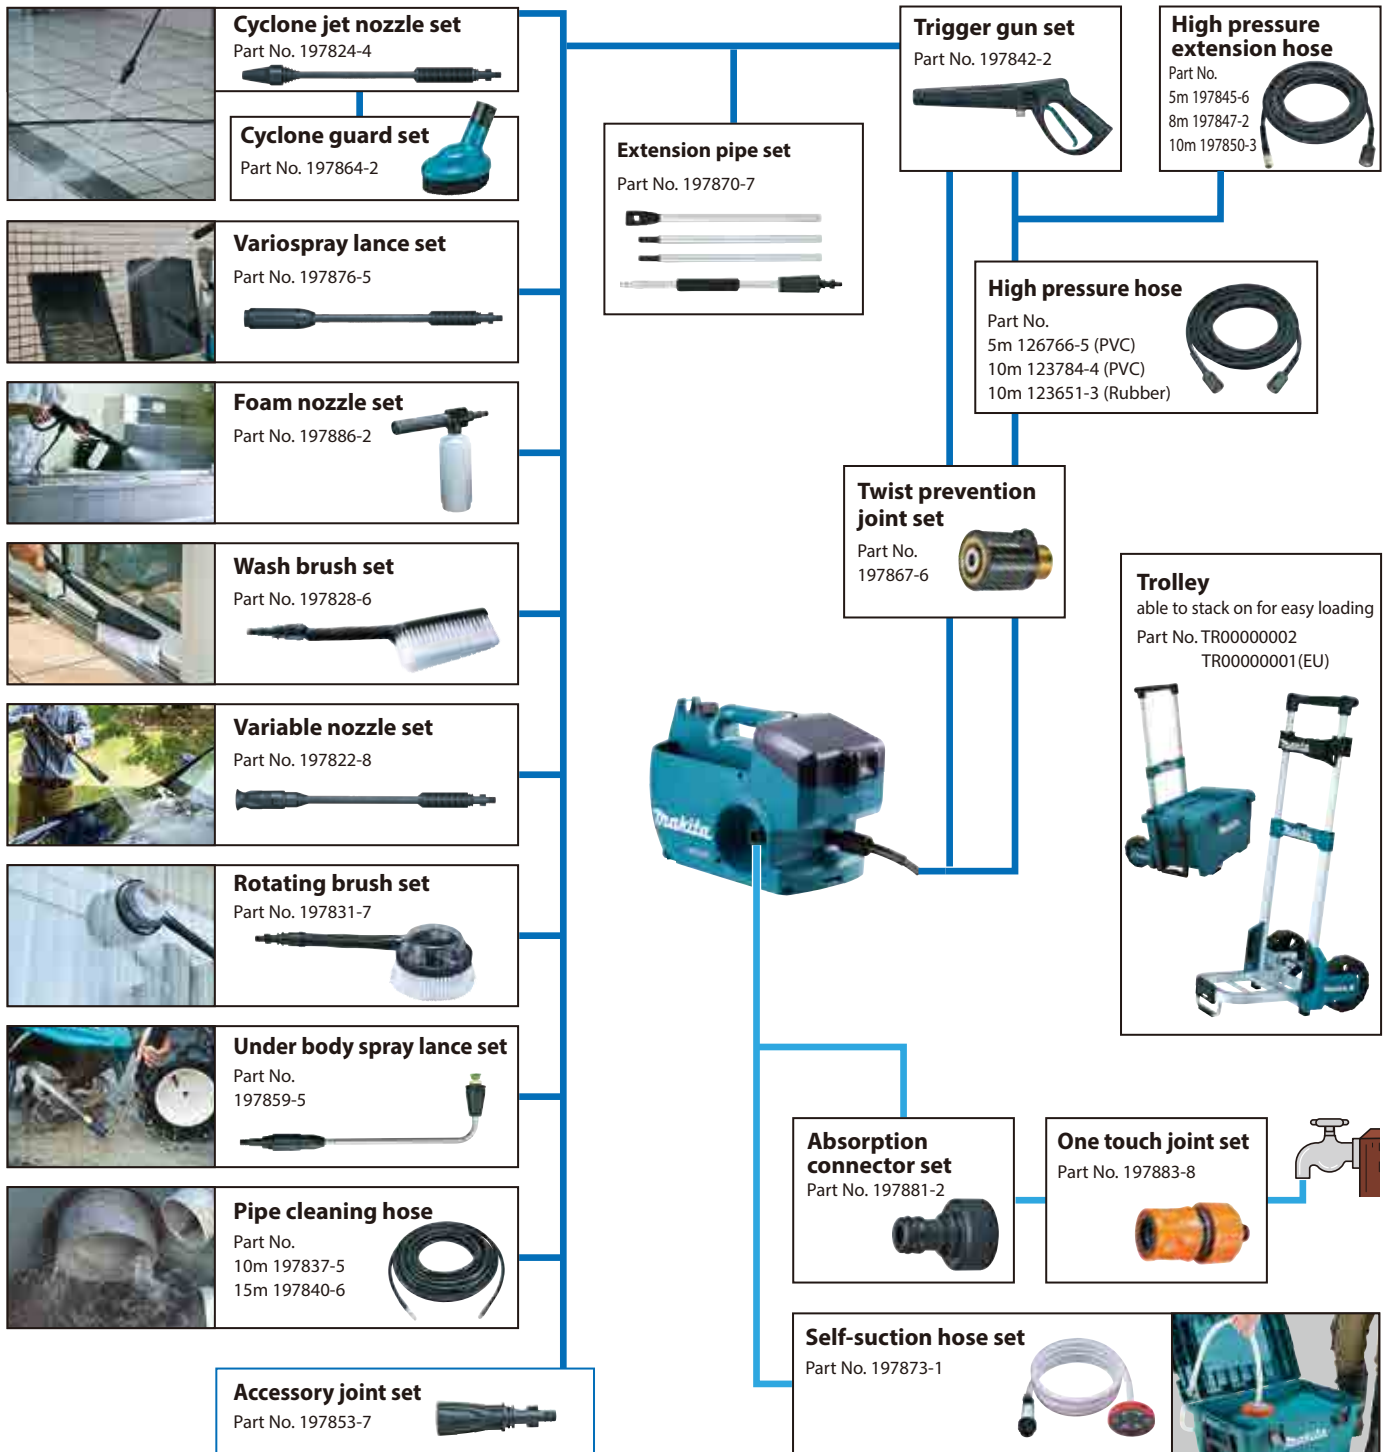 Cyclone jet nozzle set
Part No. 197824-4
Cyclone guard set
Part No. 197864-2
Variospray lance set
Part No. 197876-5
Foam nozzle set
Part No. 197886-2
Wash brush set
Part No. 197828-6
Variable nozzle set
Part No. 197822-8
Rotating brush set
Part No. 197831-7
Under body spray lance set
Part No.
197859-5
Pipe cleaning hose
Part No.
10m 197837-5
15m 197840-6
Accessory joint set
Part No. 197853-7
Extension pipe set
Part No. 197870-7
Trigger gun set
Part No. 197842-2
High pressure
extension hose
Part No.
5m 197845-6
8m 197847-2
10m 197850-3
High pressure hose
Part No.
5m 126766-5 (PVC)
10m 123784-4 (PVC)
10m 123651-3 (Rubber)
Twist prevention
joint set
Part No.
197867-6
Trolley
able to stack on for easy loading
Part No. TR00000002
TR00000001(EU)
makita
Absorption
connector set
Part No. 197881-2
One touch joint set
Part No. 197883-8
Self-suction hose set
Part No. 197873-1
makita